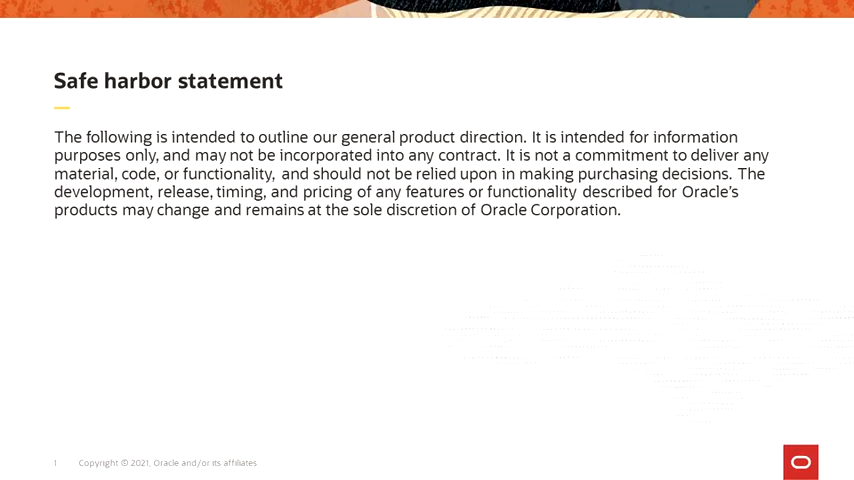 Safe harbor statement
The following is intended to outline our general product direction. It is intended for information
purposes only, and may not be incorporated into any contract. It is not a commitment to deliver any
material, code, or functionality, and should not be relied upon in making purchasing decisions. The
development, release, timing, and pricing of any features or functionality described for Oracle’s
products may change and remains at the sole discretion of Oracle Corporation.
1 Copyright © 2021, Oracle and/or its affiliates